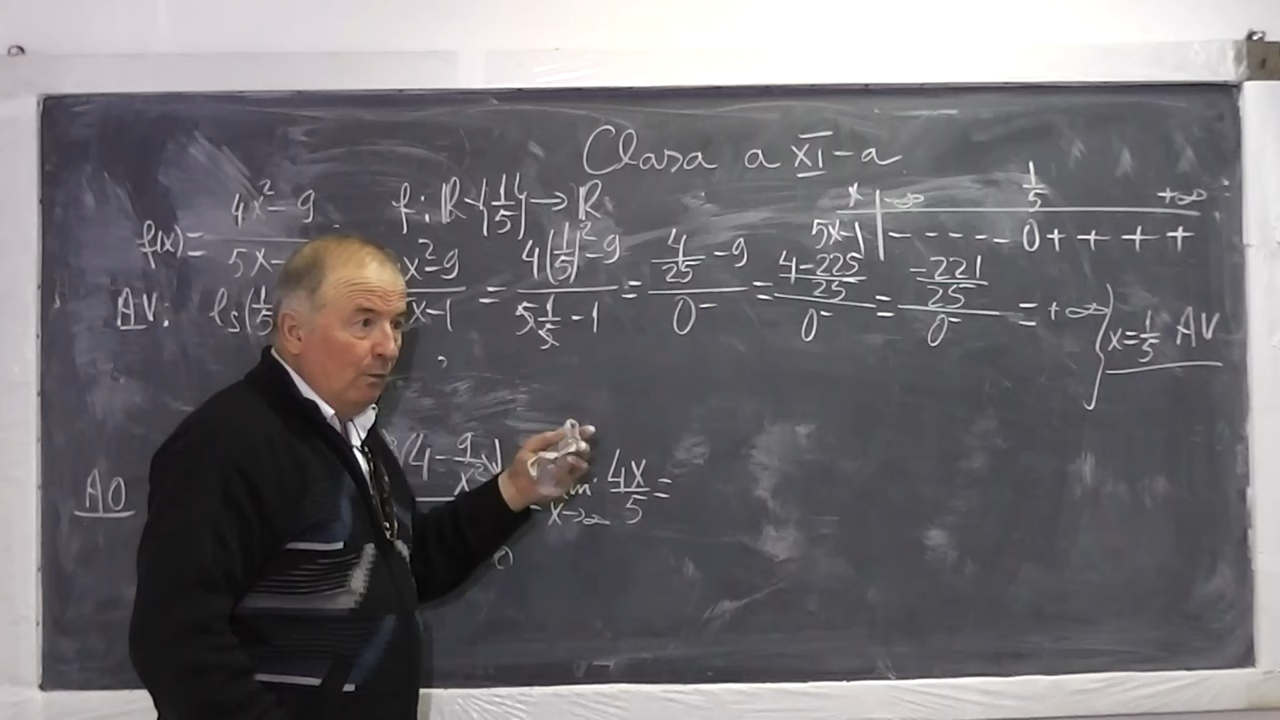 Clasa a XI-a
f(x)= 4x²-9 / 5x- f: R-{1/5}→R
x | -∞ 1/5 +∞
5x-1 | - - - - - 0 + + + +
AV: ls(1/5 x²-9 / x-1 = 4(1/5)²-9 / 5·1/5-1 = 4/25-9 / 0⁻ = 4-225/25 / 0⁻ = -221/25 / 0⁻ = +∞ } x=1/5 AV
AO (4-9/x²) x→∞ 4x/5 =
0